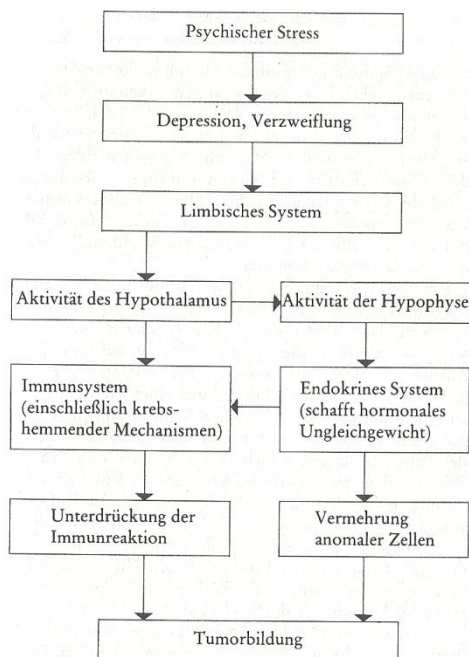 Psychischer Stress
Depression, Verzweiflung
Limbisches System
Aktivität des Hypothalamus
Aktivität der Hypophyse
Immunsystem
(einschließlich krebs-
hemmender Mechanismen)
Endokrines System
(schafft hormonales
Ungleichgewicht)
Unterdrückung der
Immunreaktion
Vermehrung
anomaler Zellen
Tumorbildung